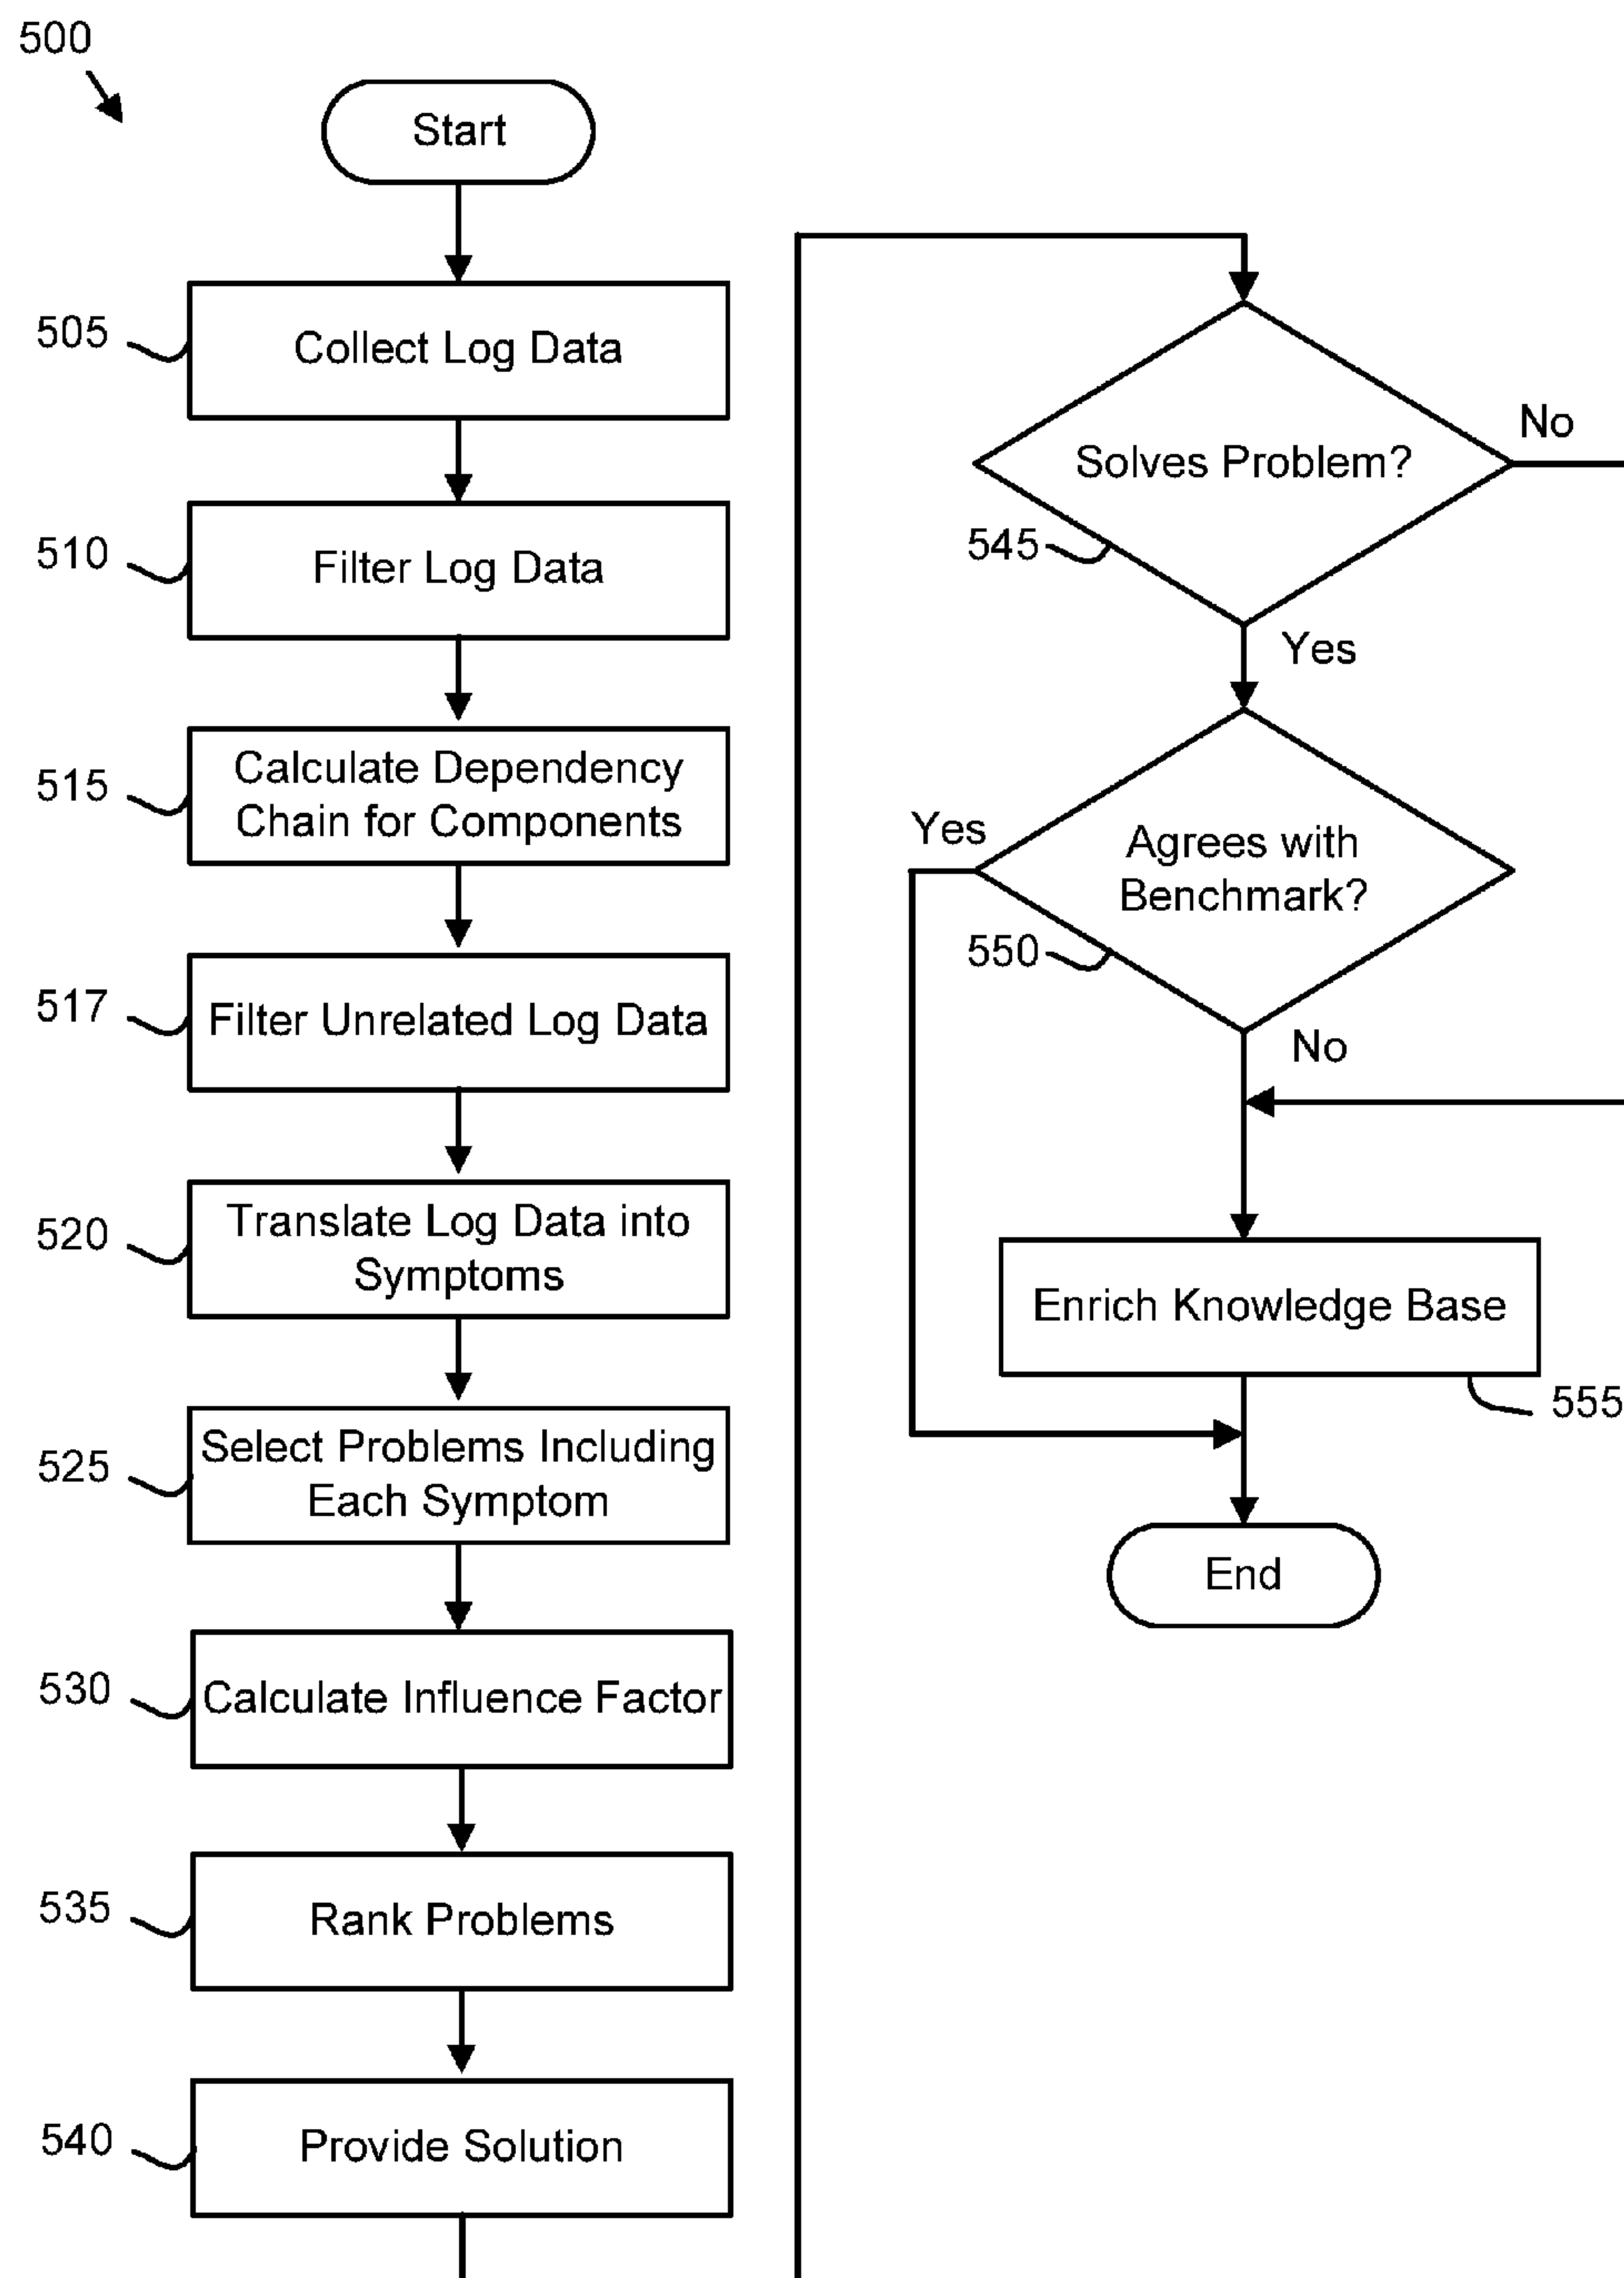 500
Start
505
Collect Log Data
510
Filter Log Data
515
Calculate Dependency
Chain for Components
517
Filter Unrelated Log Data
520
Translate Log Data into
Symptoms
525
Select Problems Including
Each Symptom
530
Calculate Influence Factor
535
Rank Problems
540
Provide Solution
Solves Problem?
No
545
Yes
Agrees with
Benchmark?
Yes
550
No
Enrich Knowledge Base
555
End